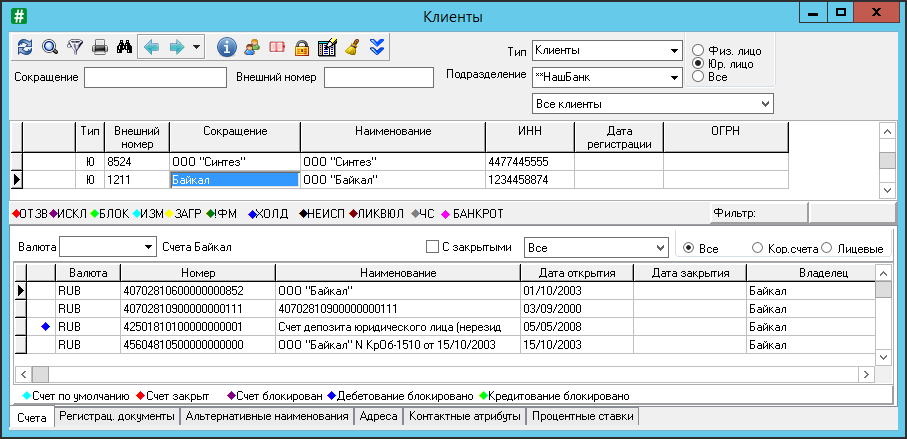 Клиенты
Тип Клиенты
Физ. лицо
Юр. лицо
Все
Сокращение Внешний номер Подразделение **НашБанк
Все клиенты
Тип Внешний номер Сокращение Наименование ИНН Дата регистрации ОГРН
Ю 8524 ООО "Синтез" ООО "Синтез" 4477445555
Ю 1211 Байкал ООО "Байкал" 1234458874
ОТЗВ ИСКЛ БЛОК ИЗМ ЗАГР !ФМ ХОЛД НЕИСП ЛИКВЮЛ ЧС БАНКРОТ Фильтр:
Валюта Счета Байкал С закрытыми Все Все Кор.счета Лицевые
Валюта Номер Наименование Дата открытия Дата закрытия Владелец
RUB 40702810600000000852 ООО "Байкал" 01/10/2003 Байкал
RUB 40702810900000000111 40702810900000000111 03/09/2000 Байкал
RUB 42501810100000000001 Счет депозита юридического лица (нерезид 05/05/2008 Байкал
RUB 45604810500000000000 ООО "Байкал" N КрОб-1510 от 15/10/2003 15/10/2003 Байкал
Счет по умолчанию Счет закрыт Счет блокирован Дебетование блокировано Кредитование блокировано
Счета Регистрац. документы Альтернативные наименования Адреса Контактные атрибуты Процентные ставки